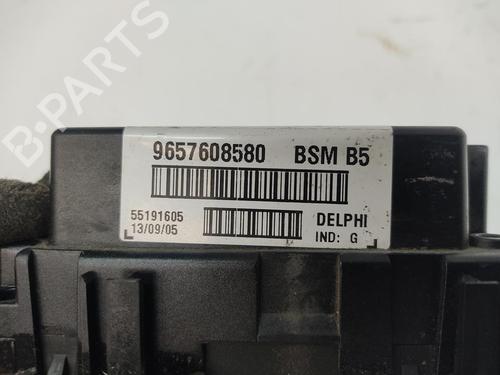 B-PARTS
9657608580 BSM B5
55191605
13/09/05
DELPHI
IND: G